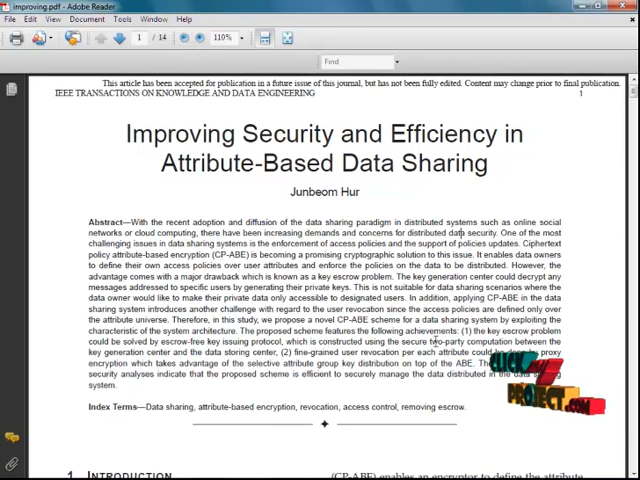 improving.pdf - Adobe Reader
File Edit View Document Tools Window Help
1 / 14 110% Find
This article has been accepted for publication in a future issue of this journal, but has not been fully edited. Content may change prior to final publication.
IEEE TRANSACTIONS ON KNOWLEDGE AND DATA ENGINEERING 1
Improving Security and Efficiency in
Attribute-Based Data Sharing
Junbeom Hur
Abstract—With the recent adoption and diffusion of the data sharing paradigm in distributed systems such as online social
networks or cloud computing, there have been increasing demands and concerns for distributed data security. One of the most
challenging issues in data sharing systems is the enforcement of access policies and the support of policies updates. Ciphertext
policy attribute-based encryption (CP-ABE) is becoming a promising cryptographic solution to this issue. It enables data owners
to define their own access policies over user attributes and enforce the policies on the data to be distributed. However, the
advantage comes with a major drawback which is known as a key escrow problem. The key generation center could decrypt any
messages addressed to specific users by generating their private keys. This is not suitable for data sharing scenarios where the
data owner would like to make their private data only accessible to designated users. In addition, applying CP-ABE in the data
sharing system introduces another challenge with regard to the user revocation since the access policies are defined only over
the attribute universe. Therefore, in this study, we propose a novel CP-ABE scheme for a data sharing system by exploiting the
characteristic of the system architecture. The proposed scheme features the following achievements: (1) the key escrow problem
could be solved by escrow-free key issuing protocol, which is constructed using the secure two-party computation between the
key generation center and the data storing center, (2) fine-grained user revocation per each attribute could be done by proxy
encryption which takes advantage of the selective attribute group key distribution on top of the ABE. The
security analyses indicate that the proposed scheme is efficient to securely manage the data distributed in the data sharing
system.
Index Terms—Data sharing, attribute-based encryption, revocation, access control, removing escrow.
1 INTRODUCTION
(CP-ABE) enables an encryptor to define the attribute
CLICK MY
PROJECT.COM